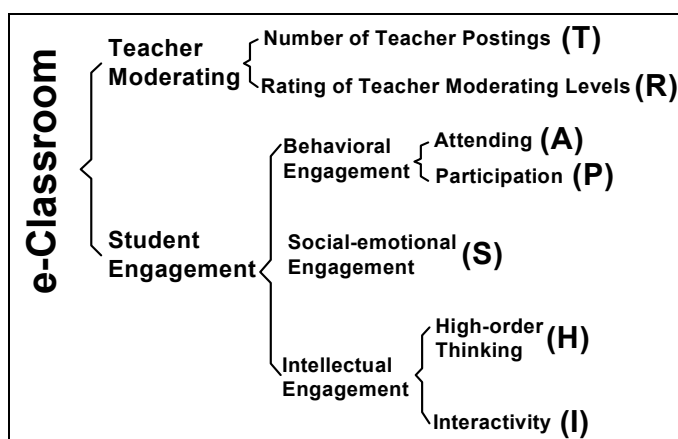 e-Classroom
Teacher
Moderating
Number of Teacher Postings (T)
Rating of Teacher Moderating Levels (R)
Student
Engagement
Behavioral
Engagement
Attending (A)
Participation (P)
Social-emotional
Engagement (S)
Intellectual
Engagement
High-order
Thinking (H)
Interactivity (I)